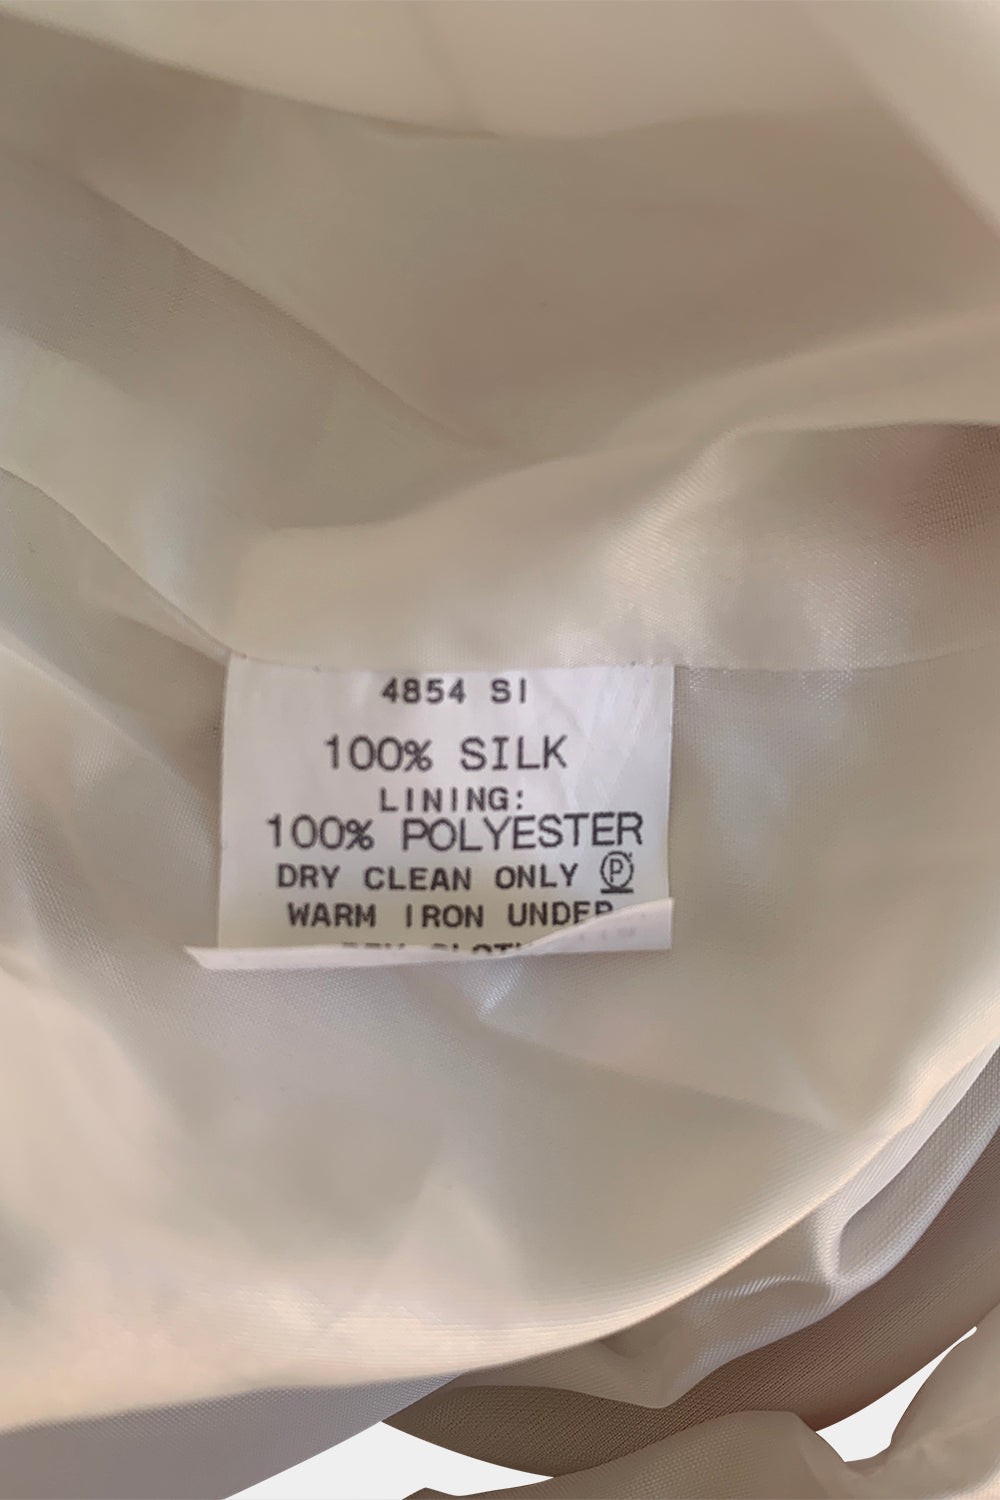 4854 SI
100% SILK
LINING:
100% POLYESTER
DRY CLEAN ONLY Ⓟ
WARM IRON UNDER